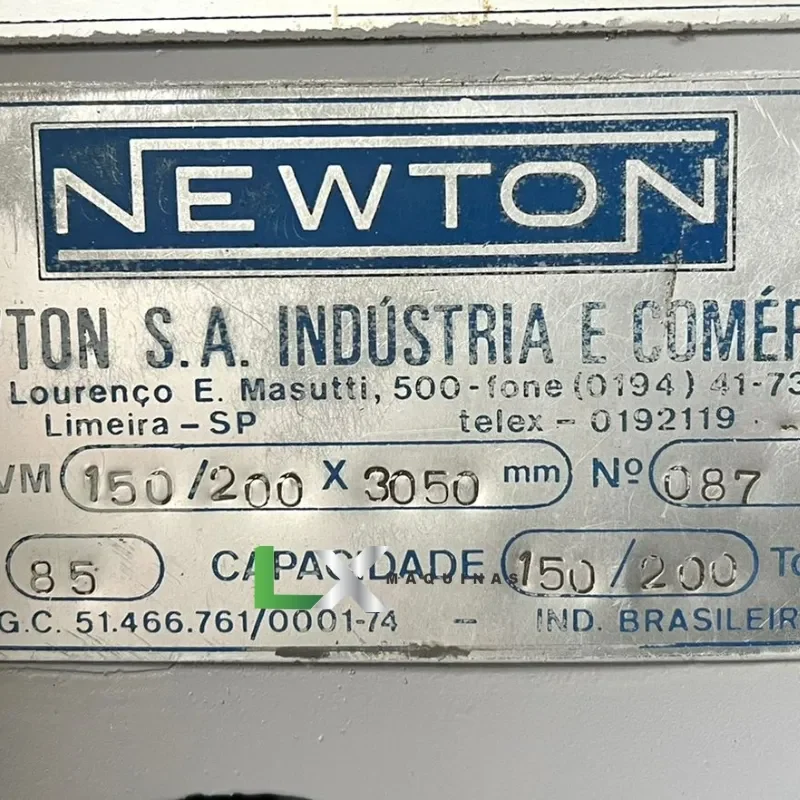 NEWTON
TON S.A. INDÚSTRIA E COMÉR
Lourenço E. Masutti, 500-fone (0194) 41-73
Limeira - SP telex - 0192119
VM 150/200 X 3050 mm Nº 087
85 CAPACIDADE 150/200 To
LX MAQUINAS
G.C. 51.466.761/0001-74 - IND. BRASILEIR